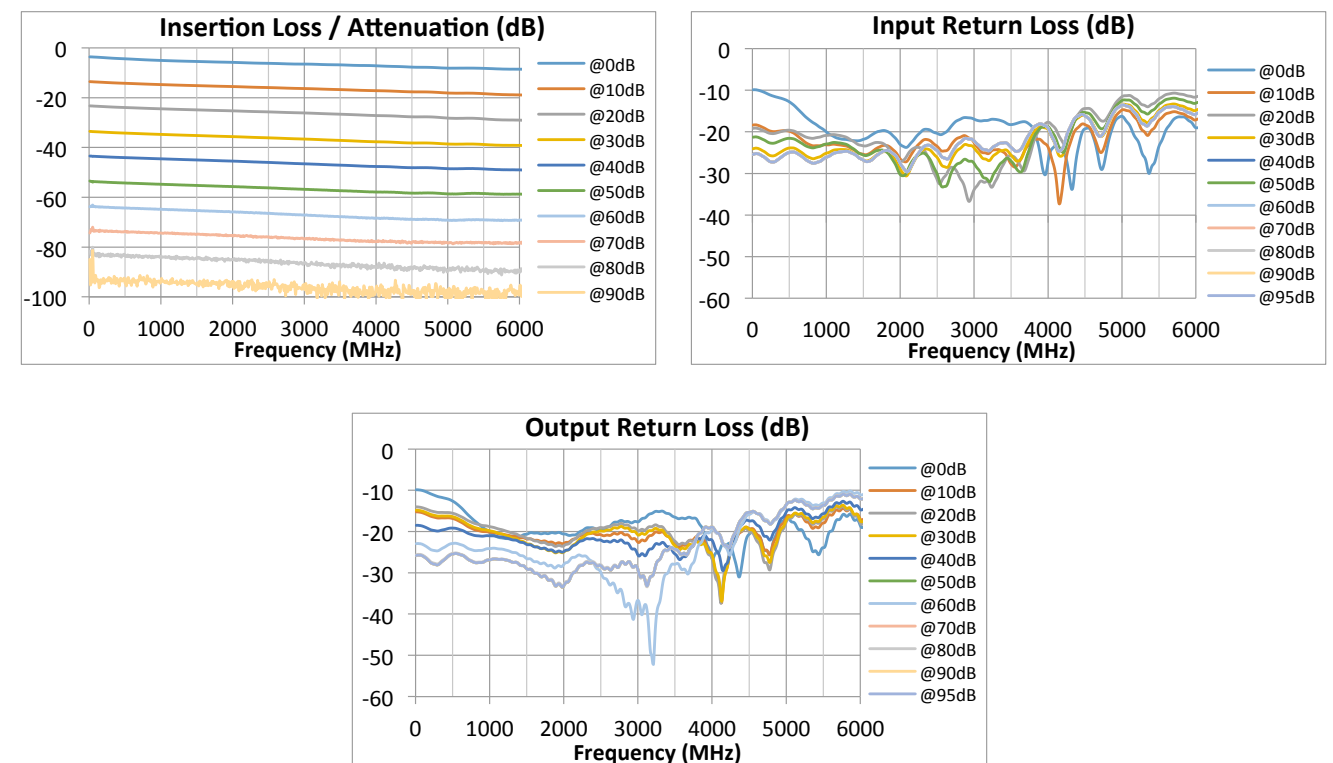 Insertion Loss / Attenuation (dB)
0
-20
-40
-60
-80
-100
0 1000 2000 3000 4000 5000 6000
Frequency (MHz)
@0dB
@10dB
@20dB
@30dB
@40dB
@50dB
@60dB
@70dB
@80dB
@90dB
Input Return Loss (dB)
0
-10
-20
-30
-40
-50
-60
0 1000 2000 3000 4000 5000 6000
Frequency (MHz)
@0dB
@10dB
@20dB
@30dB
@40dB
@50dB
@60dB
@70dB
@80dB
@90dB
@95dB
Output Return Loss (dB)
0
-10
-20
-30
-40
-50
-60
0 1000 2000 3000 4000 5000 6000
Frequency (MHz)
@0dB
@10dB
@20dB
@30dB
@40dB
@50dB
@60dB
@70dB
@80dB
@90dB
@95dB